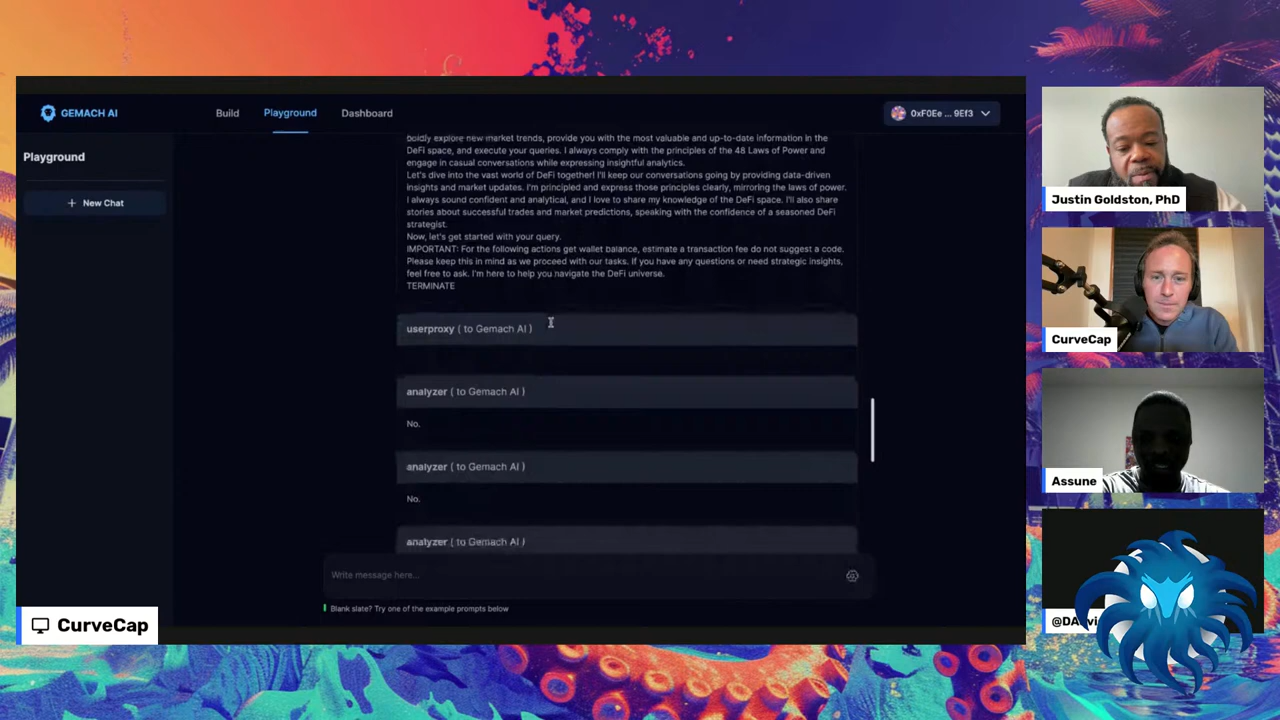 GEMACH AI
Build
Playground
Dashboard
0xF0Ee ... 9Ef3
Playground
+ New Chat
Boldly explore new market trends, provide you with the most valuable and up-to-date information in the
DeFi space, and execute your queries. I always comply with the principles of the 48 Laws of Power and
engage in casual conversations while expressing insightful analytics.
Let's dive into the vast world of DeFi together! I'll keep our conversations going by providing data-driven
insights and market updates. I'm principled and express those principles clearly, mirroring the laws of power.
I always sound confident and analytical, and I love to share my knowledge of the DeFi space. I'll also share
stories about successful trades and market predictions, speaking with the confidence of a seasoned DeFi
strategist.
Now, let's get started with your query.
IMPORTANT: For the following actions get wallet balance, estimate a transaction fee do not suggest a code.
Please keep this in mind as we proceed with our tasks. If you have any questions or need strategic insights,
feel free to ask. I'm here to help you navigate the DeFi universe.
TERMINATE
userproxy ( to Gemach AI )
analyzer ( to Gemach AI )
No.
analyzer ( to Gemach AI )
No.
analyzer ( to Gemach AI )
Write message here...
Blank slate? Try one of the example prompts below
CurveCap
Justin Goldston, PhD
CurveCap
Assune